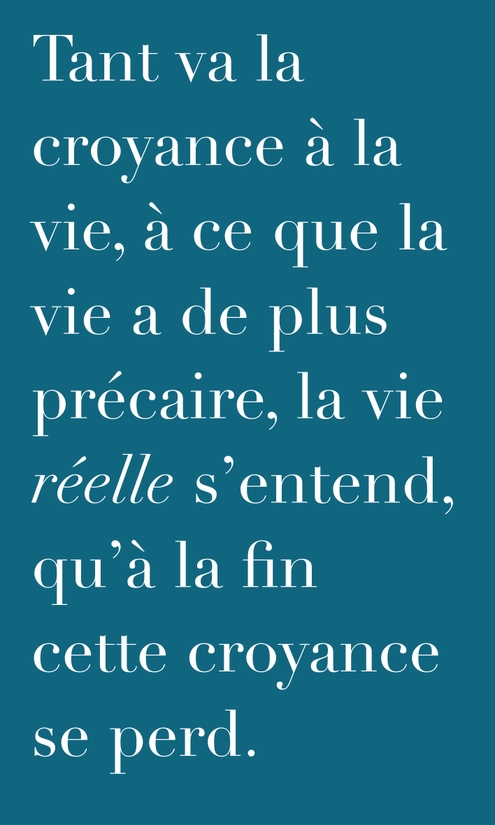 Tant va la
croyance à la
vie, à ce que la
vie a de plus
précaire, la vie
réelle s’entend,
qu’à la fin
cette croyance
se perd.